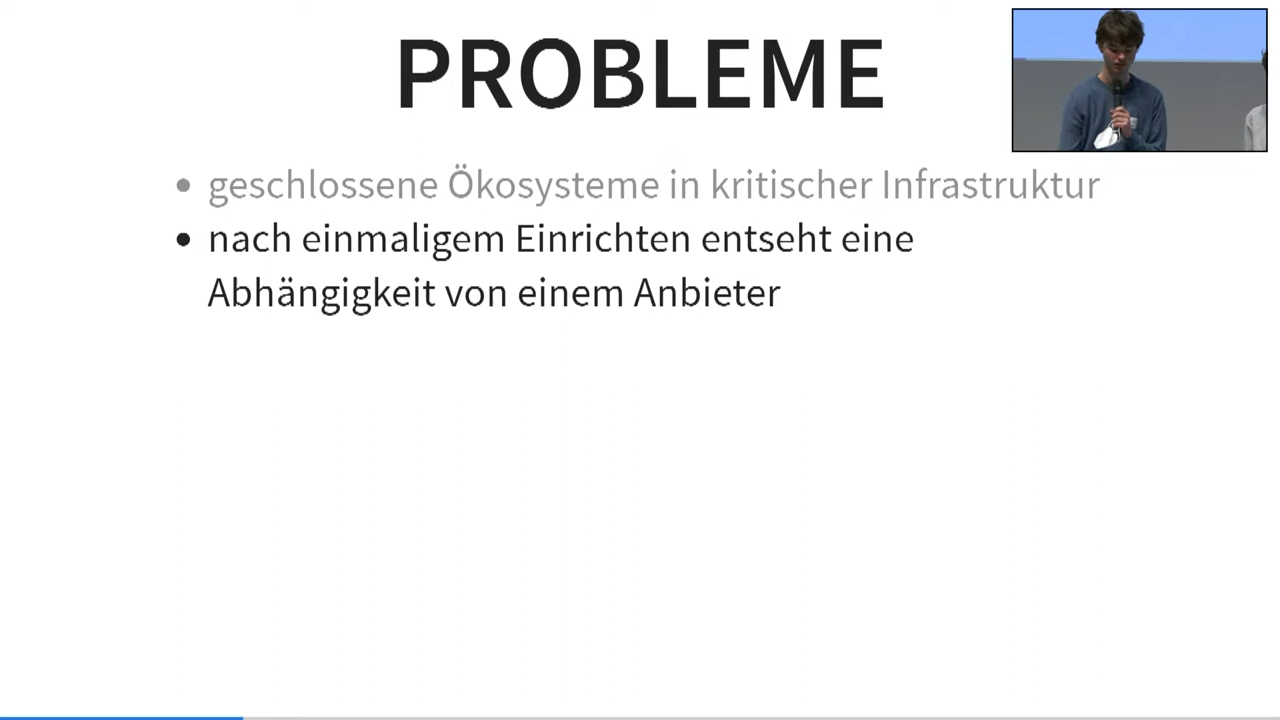 PROBLEME
geschlossene Ökosysteme in kritischer Infrastruktur
nach einmaligem Einrichten entseht eine
Abhängigkeit von einem Anbieter